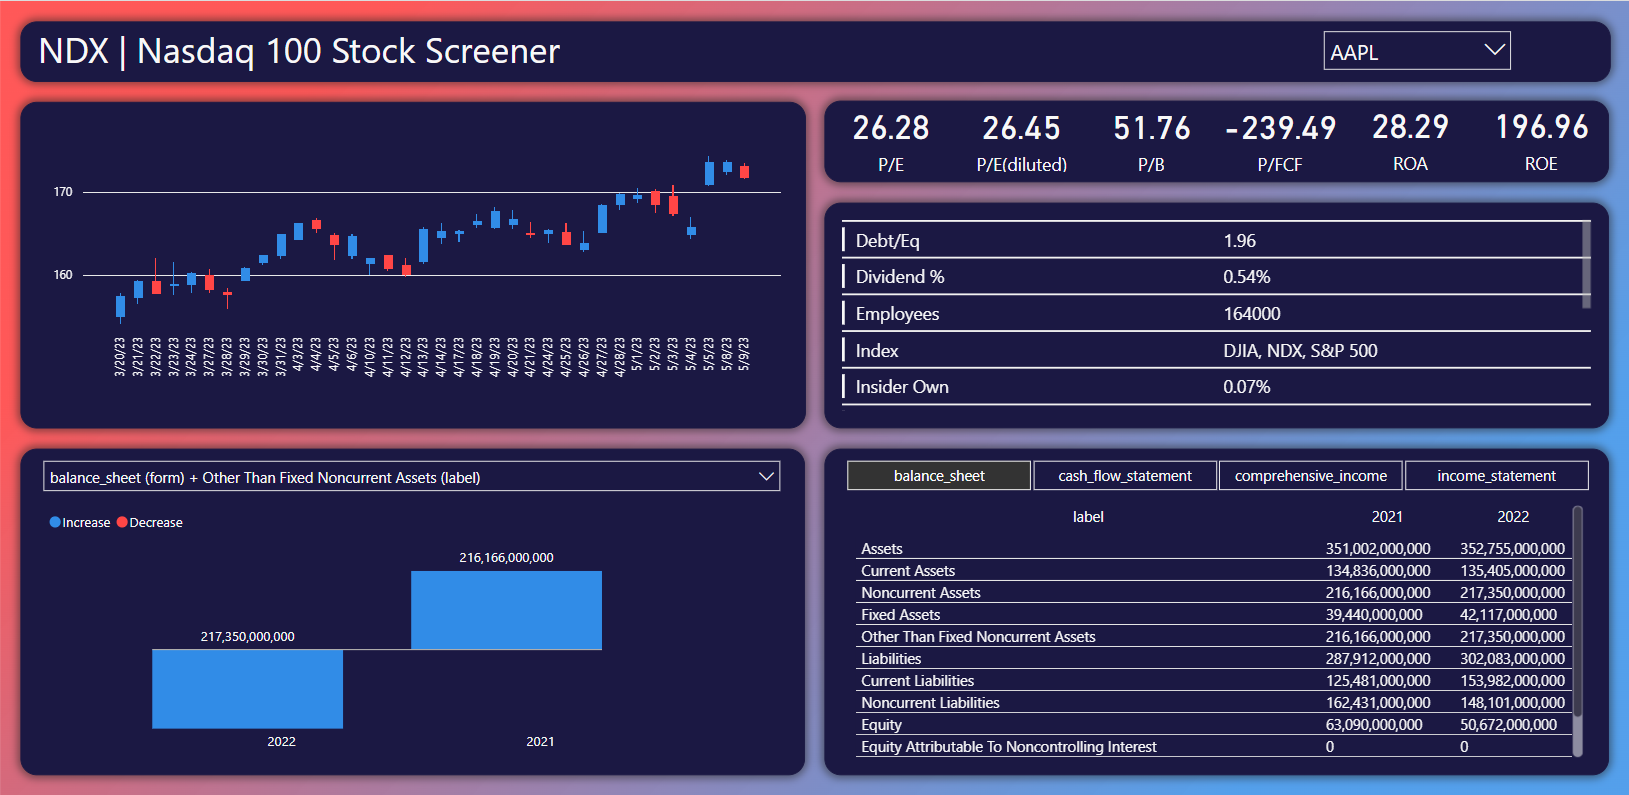 NDX | Nasdaq 100 Stock Screener
AAPL
170
160
3/20/23
3/21/23
3/22/23
3/23/23
3/24/23
3/27/23
3/28/23
3/29/23
3/30/23
3/31/23
4/3/23
4/4/23
4/5/23
4/6/23
4/10/23
4/11/23
4/12/23
4/13/23
4/14/23
4/17/23
4/18/23
4/19/23
4/20/23
4/21/23
4/24/23
4/25/23
4/26/23
4/27/23
4/28/23
5/1/23
5/2/23
5/3/23
5/4/23
5/5/23
5/8/23
5/9/23
26.28 26.45 51.76 -239.49 28.29 196.96
P/E P/E(diluted) P/B P/FCF ROA ROE
Debt/Eq 1.96
Dividend % 0.54%
Employees 164000
Index DJIA, NDX, S&P 500
Insider Own 0.07%
balance_sheet (form) + Other Than Fixed Noncurrent Assets (label)
Increase Decrease
216,166,000,000
217,350,000,000
2022 2021
balance_sheet cash_flow_statement comprehensive_income income_statement
label 2021 2022
Assets 351,002,000,000 352,755,000,000
Current Assets 134,836,000,000 135,405,000,000
Noncurrent Assets 216,166,000,000 217,350,000,000
Fixed Assets 39,440,000,000 42,117,000,000
Other Than Fixed Noncurrent Assets 216,166,000,000 217,350,000,000
Liabilities 287,912,000,000 302,083,000,000
Current Liabilities 125,481,000,000 153,982,000,000
Noncurrent Liabilities 162,431,000,000 148,101,000,000
Equity 63,090,000,000 50,672,000,000
Equity Attributable To Noncontrolling Interest 0 0